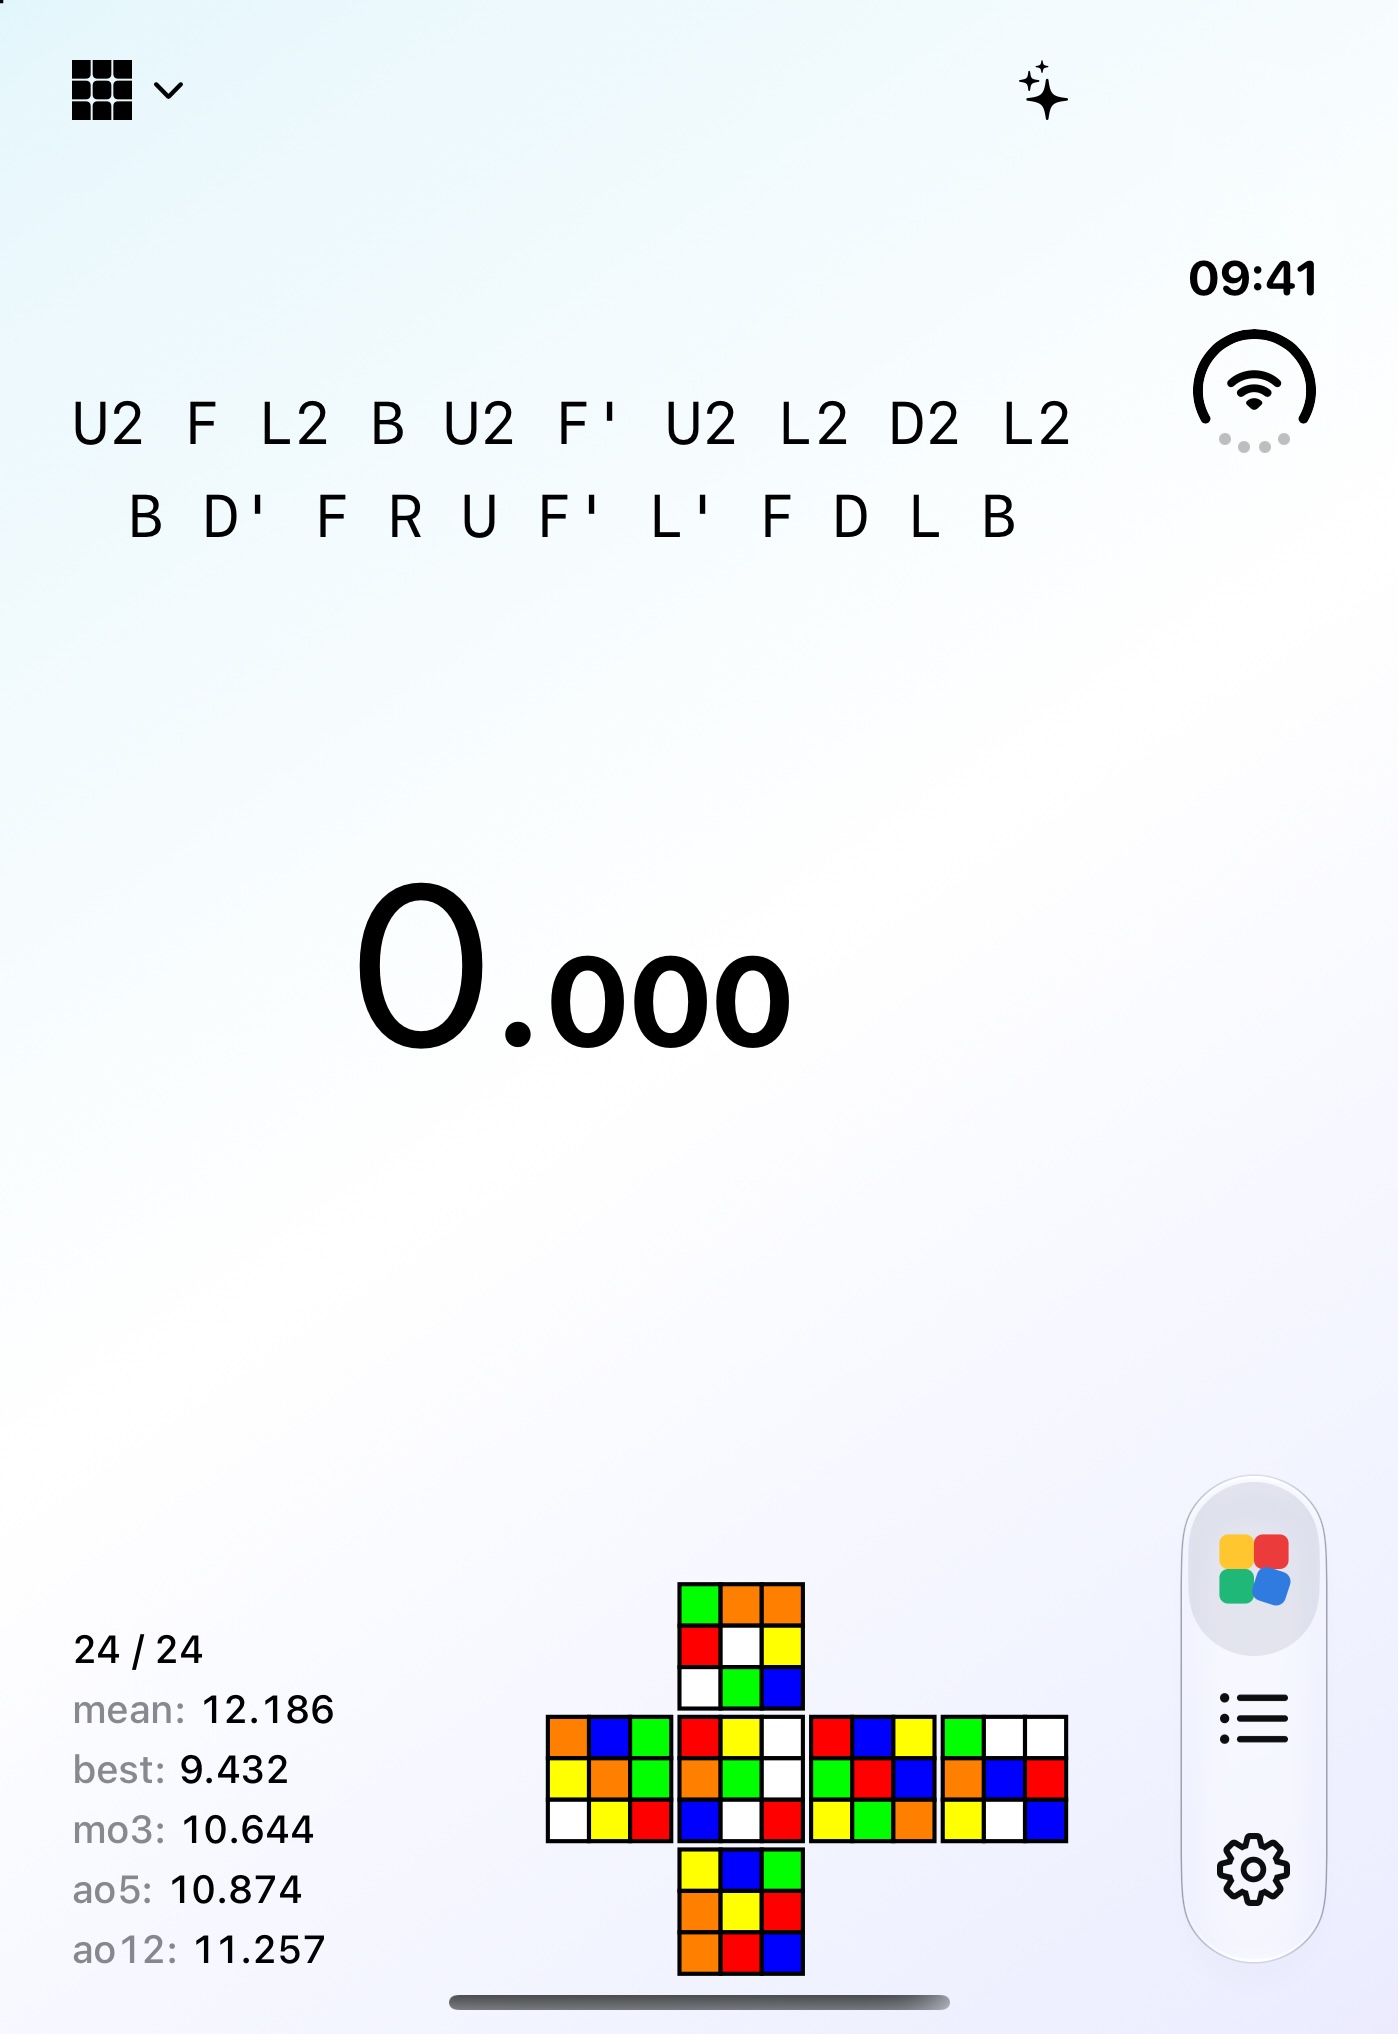 09:41
U2 F L2 B U2 F' U2 L2 D2 L2
B D' F R U F' L' F D L B
0.000
24 / 24
mean: 12.186
best: 9.432
mo3: 10.644
ao5: 10.874
ao12: 11.257